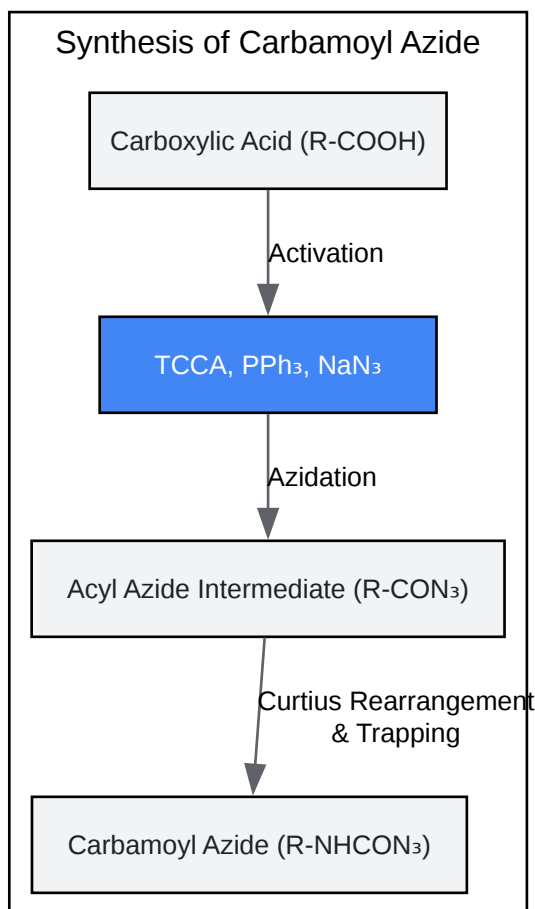 Synthesis of Carbamoyl Azide
Carboxylic Acid (R-COOH)
Activation
TCCA, PPh₃, NaN₃
Azidation
Acyl Azide Intermediate (R-CON₃)
Curtius Rearrangement
& Trapping
Carbamoyl Azide (R-NHCON₃)